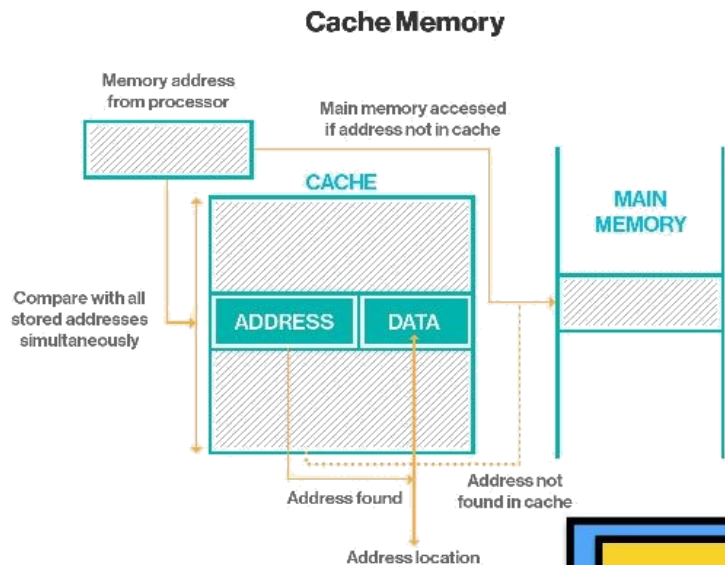 Cache Memory
Memory address
from processor
Main memory accessed
if address not in cache
CACHE
MAIN
MEMORY
Compare with all
stored addresses
simultaneously
ADDRESS
DATA
Address found
Address not
found in cache
Address location